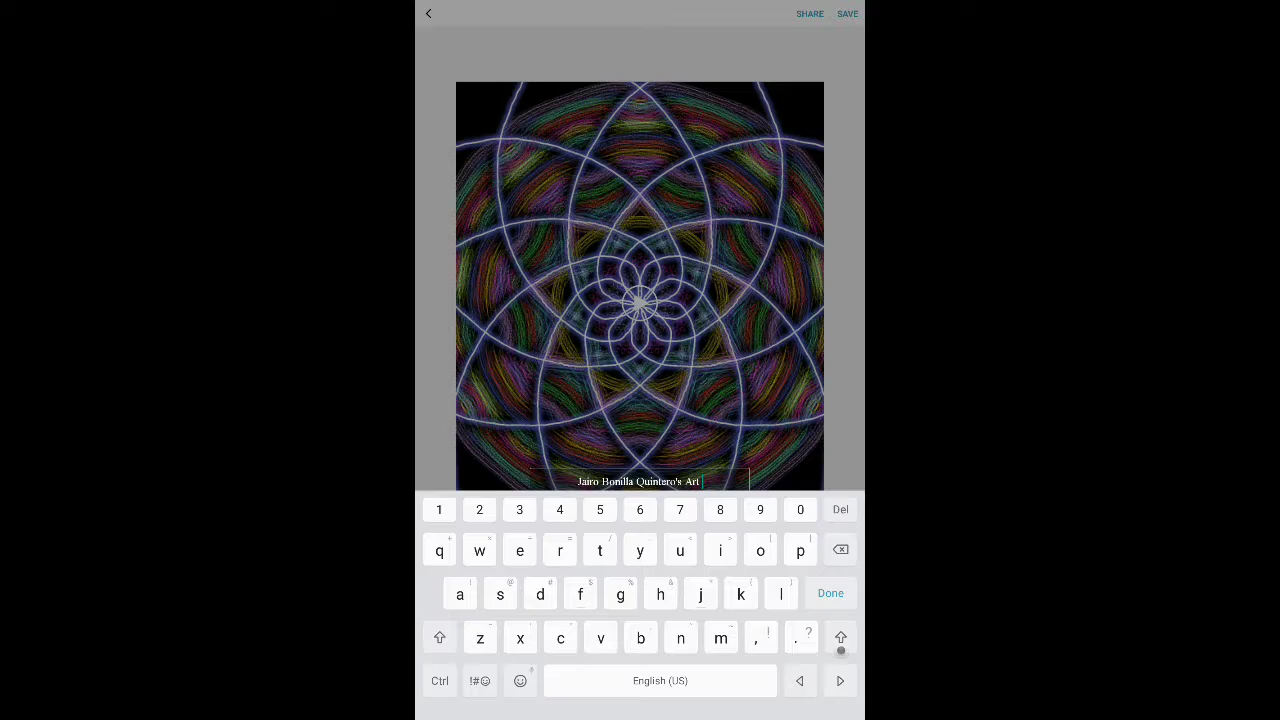 SHARE SAVE
Jairo Bonilla Quintero's Art
1 2 3 4 5 6 7 8 9 0 Del
q w e r t y u i o p
a s d f g h j k l Done
z x c v b n m , ! . ?
Ctrl !#☺ English (US)